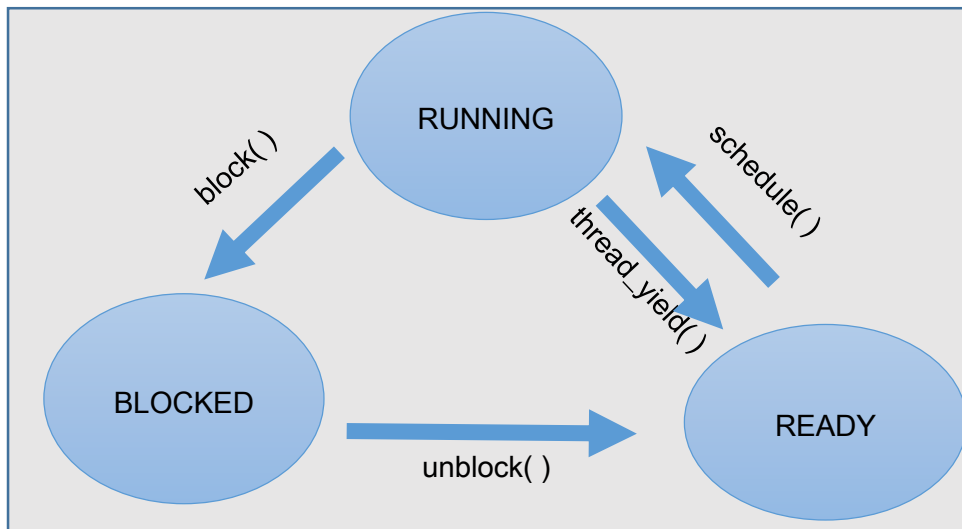 RUNNING
block( )
schedule( )
thread_yield( )
BLOCKED
READY
unblock( )